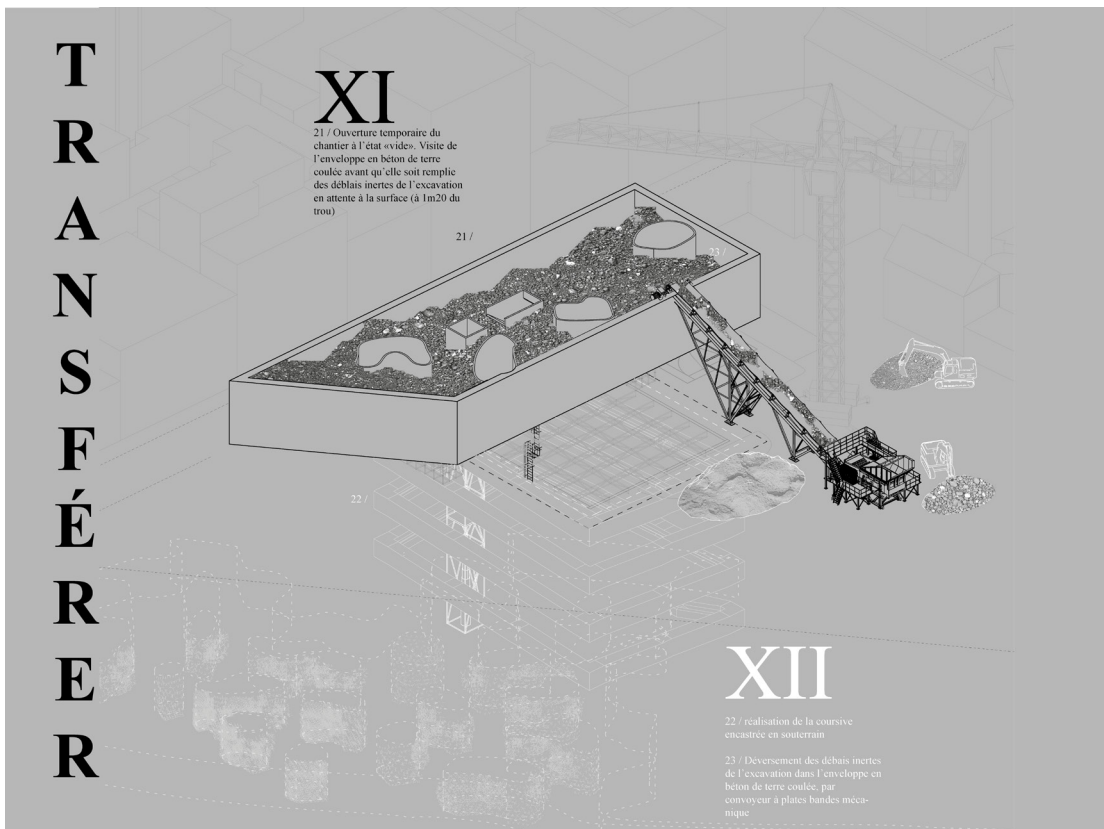 TRANSFÉRER
XI
21 / Ouverture temporaire du
chantier à l'état «vide». Visite de
l'enveloppe en béton de terre
coulée avant qu'elle soit remplie
des déblais inertes de l'excavation
en attente à la surface (à 1m20 du
trou)
21 /
23 /
22 /
XII
22 / réalisation de la coursive
encastrée en souterrain
23 / Déversement des débais inertes
de l'excavation dans l'enveloppe en
béton de terre coulée, par
convoyeur à plates bandes méca-
nique